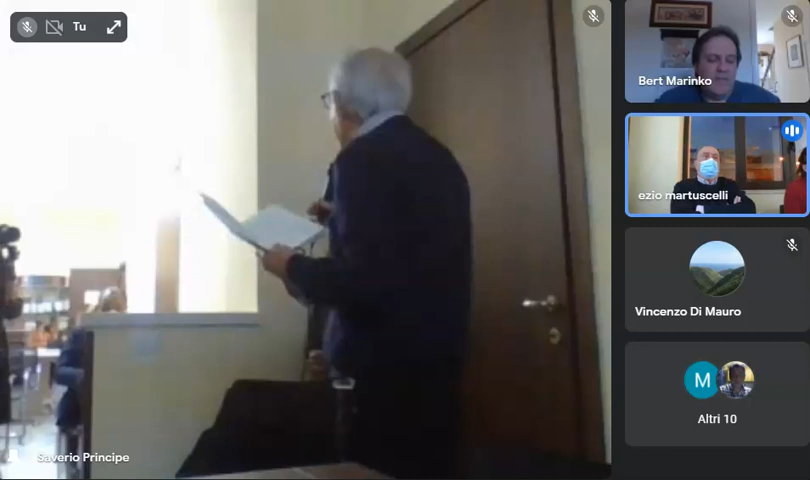 Tu
Bert Marinko
ezio martuscelli
Vincenzo Di Mauro
M
Altri 10
Saverio Principe